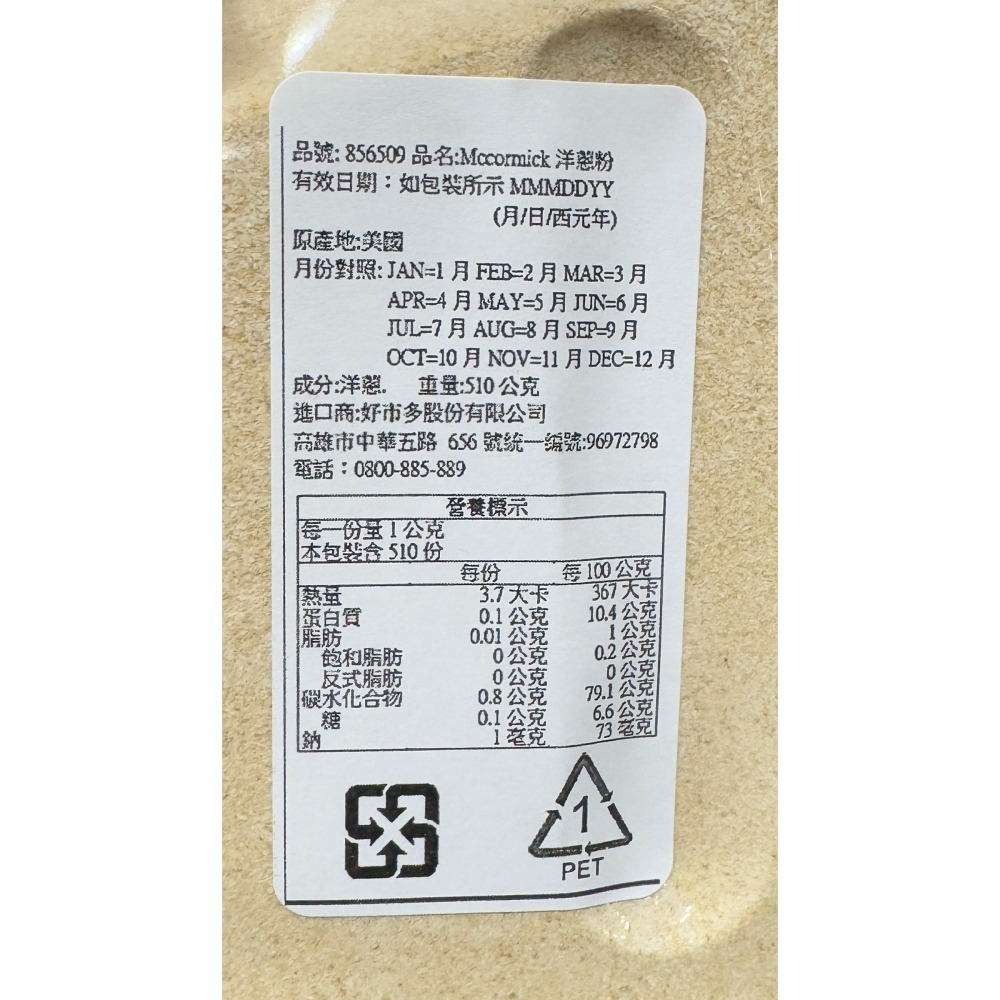 品號: 856509 品名:Mccormick 洋蔥粉
有效日期：如包裝所示 MMMDDYY
(月/日/西元年)
原產地:美國
月份對照: JAN=1 月 FEB=2 月 MAR=3 月
APR=4 月 MAY=5 月 JUN=6 月
JUL=7 月 AUG=8 月 SEP=9 月
OCT=10 月 NOV=11 月 DEC=12 月
成分:洋蔥. 重量:510 公克
進口商:好市多股份有限公司
高雄市中華五路 656 號統一編號:96972798
電話：0800-885-889
營養標示
每一份量 1 公克
本包裝含 510 份
每份 每 100 公克
熱量 3.7 大卡 367 大卡
蛋白質 0.1 公克 10.4 公克
脂肪 0.01 公克 1 公克
飽和脂肪 0 公克 0.2 公克
反式脂肪 0 公克 0 公克
碳水化合物 0.8 公克 79.1 公克
糖 0.1 公克 6.6 公克
鈉 1 毫克 73 毫克
1
PET